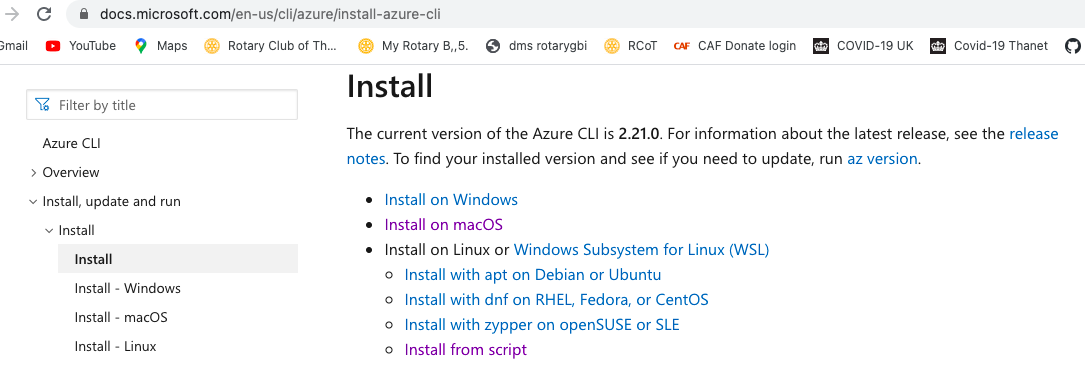 docs.microsoft.com/en-us/cli/azure/install-azure-cli
Gmail YouTube Maps Rotary Club of Th... My Rotary B,,5. dms rotarygbi RCoT CAF CAF Donate login COVID-19 UK Covid-19 Thanet
Install
Filter by title
The current version of the Azure CLI is 2.21.0. For information about the latest release, see the release
notes. To find your installed version and see if you need to update, run az version.
Azure CLI
Overview
Install, update and run
Install
Install
Install - Windows
Install - macOS
Install - Linux
Install on Windows
Install on macOS
Install on Linux or Windows Subsystem for Linux (WSL)
Install with apt on Debian or Ubuntu
Install with dnf on RHEL, Fedora, or CentOS
Install with zypper on openSUSE or SLE
Install from script